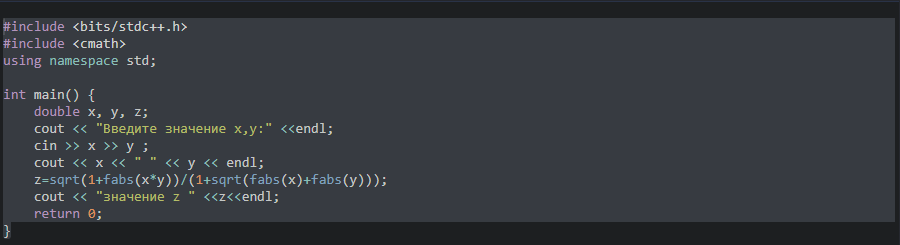 #include <bits/stdc++.h>
#include <cmath>
using namespace std;
int main() {
    double x, y, z;
    cout << "Введите значение x,y:" <<endl;
    cin >> x >> y ;
    cout << x << " " << y << endl;
    z=sqrt(1+fabs(x*y))/(1+sqrt(fabs(x)+fabs(y)));
    cout << "значение z " <<z<<endl;
    return 0;
}